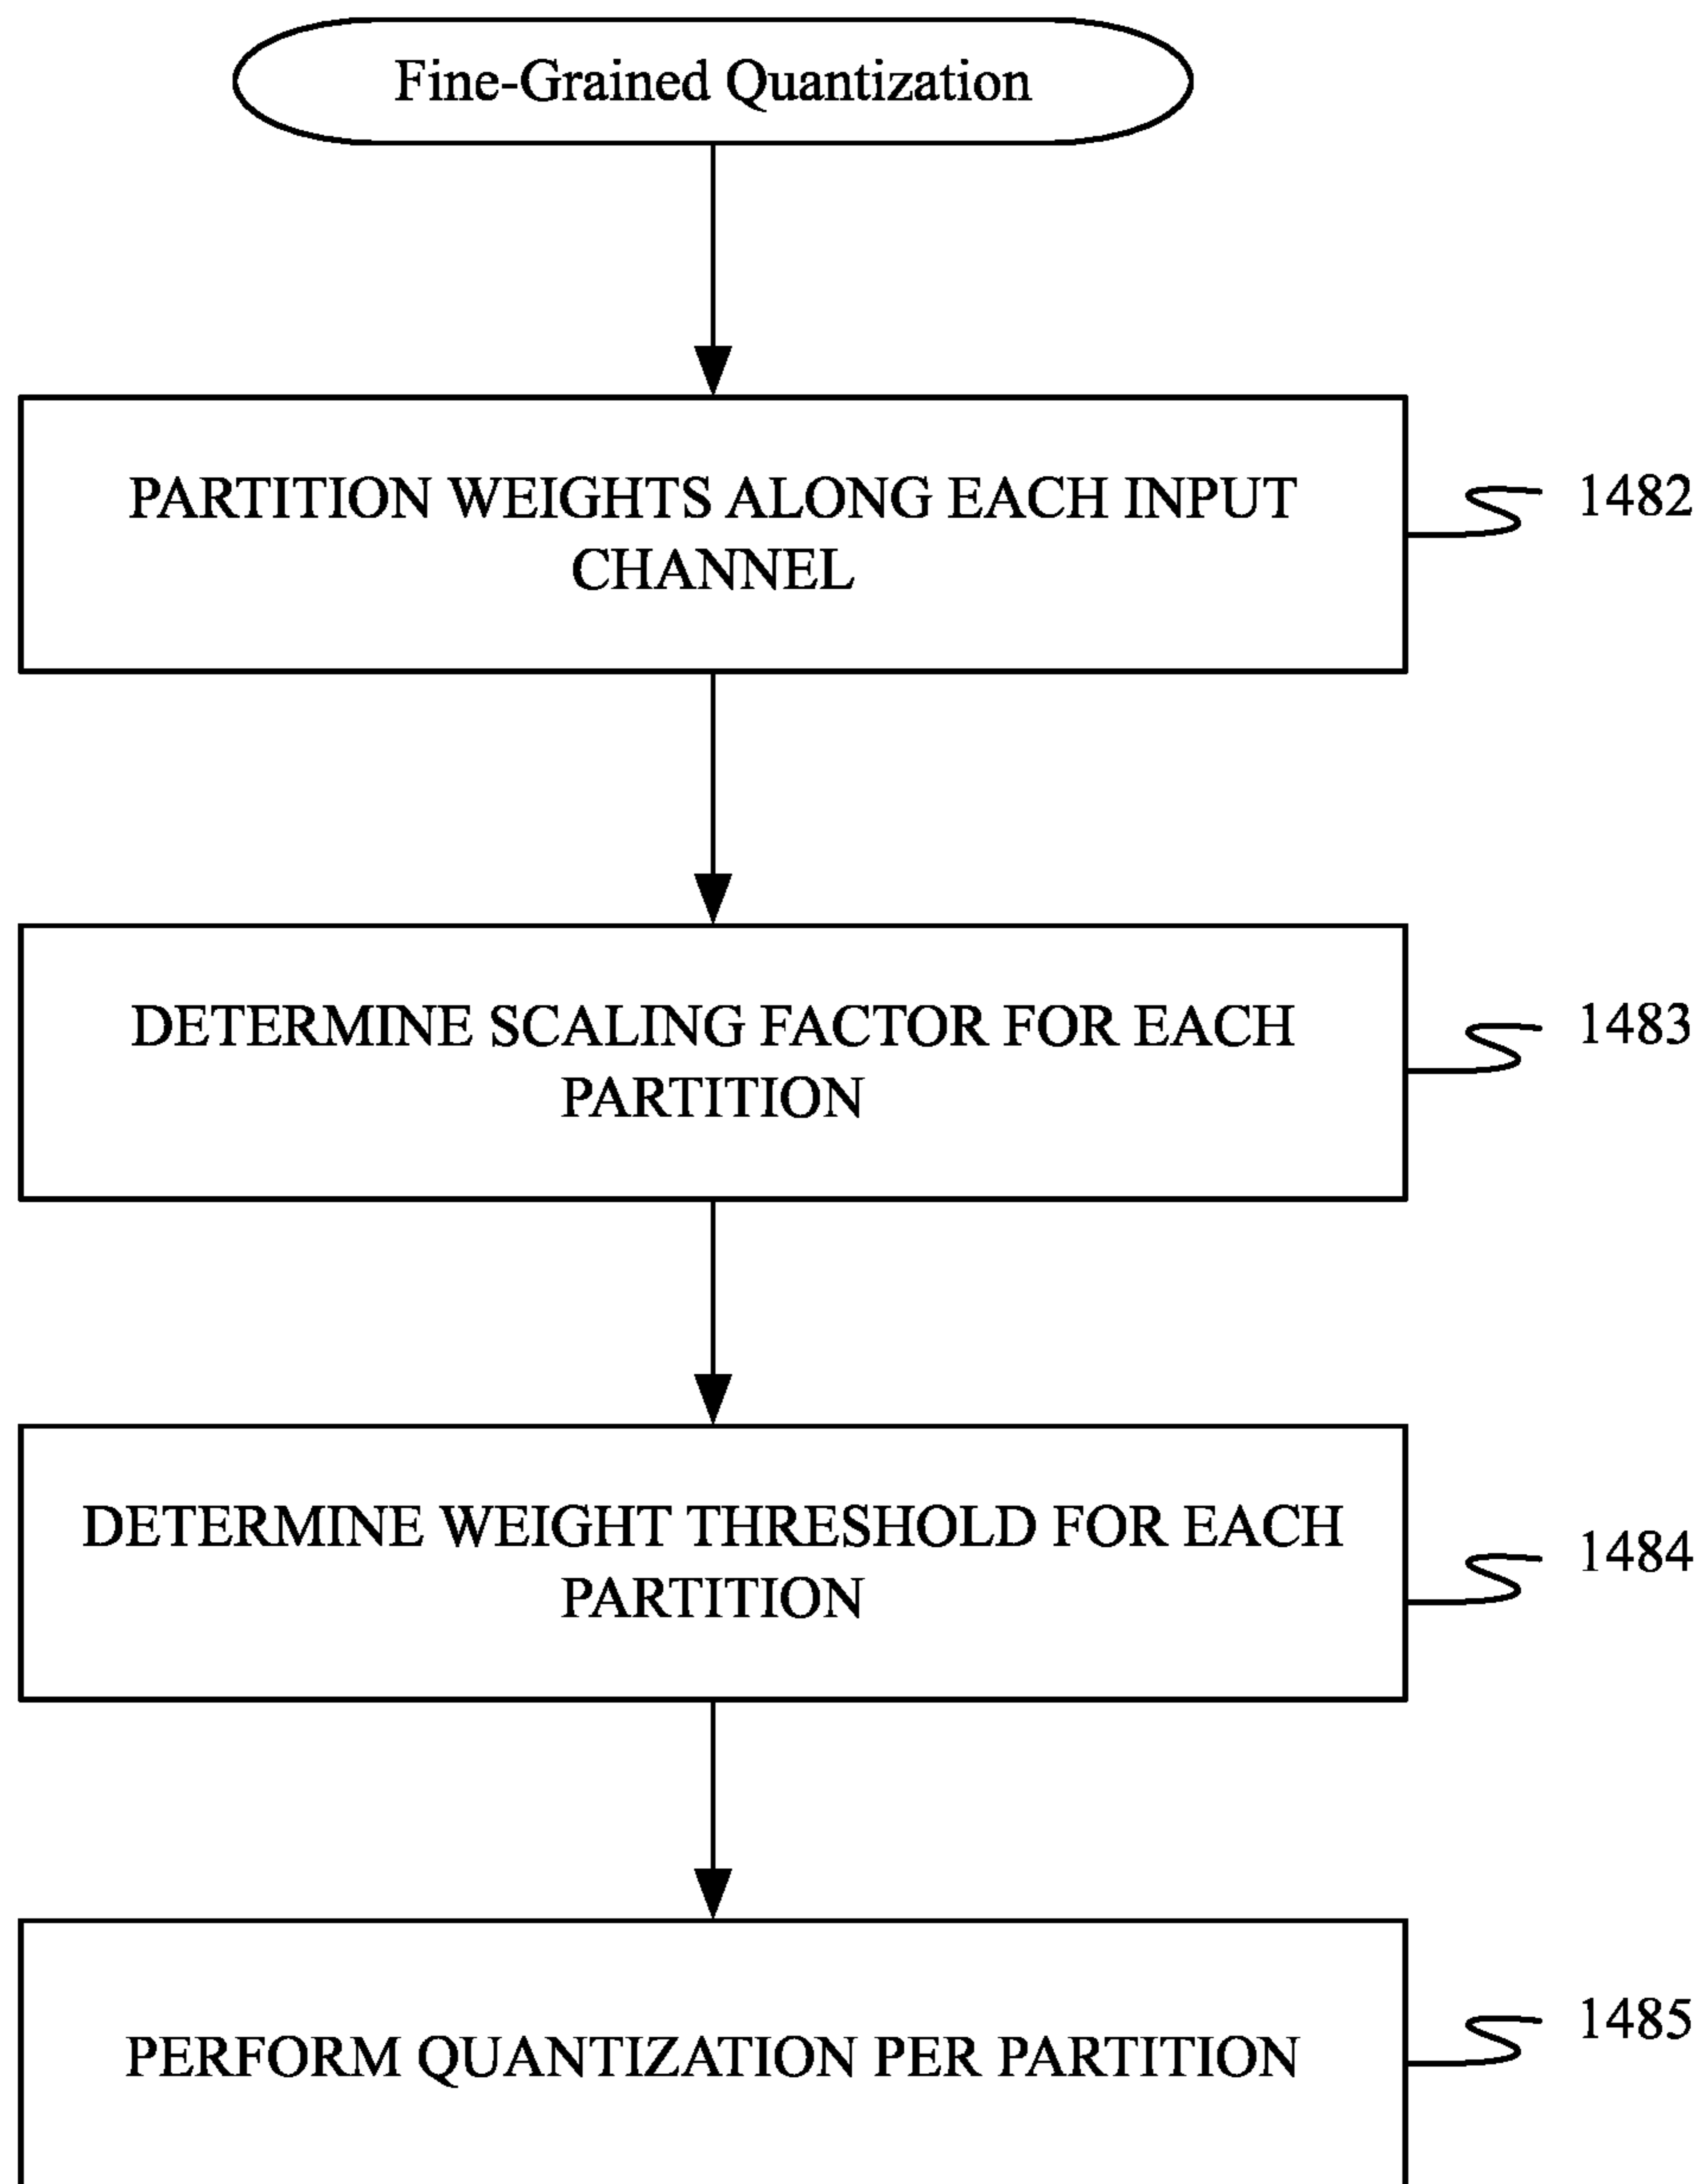 Fine-Grained Quantization
PARTITION WEIGHTS ALONG EACH INPUT
CHANNEL
1482
DETERMINE SCALING FACTOR FOR EACH
PARTITION
1483
DETERMINE WEIGHT THRESHOLD FOR EACH
PARTITION
1484
PERFORM QUANTIZATION PER PARTITION
1485